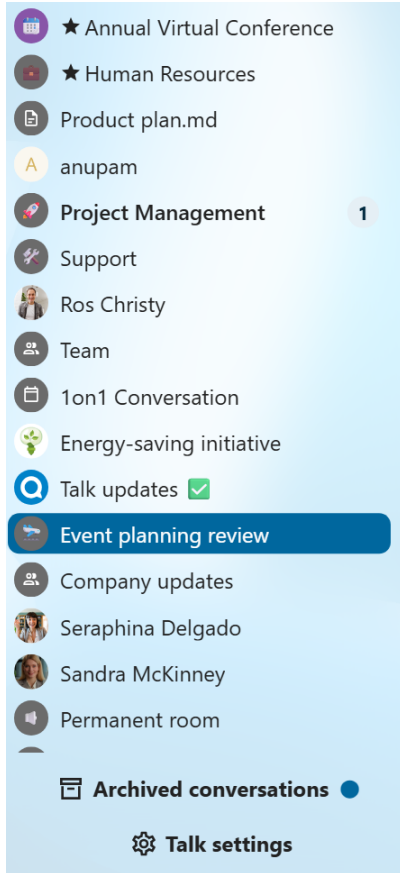 ★ Annual Virtual Conference
★ Human Resources
Product plan.md
A anupam
Project Management 1
Support
Ros Christy
Team
1on1 Conversation
Energy-saving initiative
Talk updates ✅
Event planning review
Company updates
Seraphina Delgado
Sandra McKinney
Permanent room
Archived conversations
Talk settings